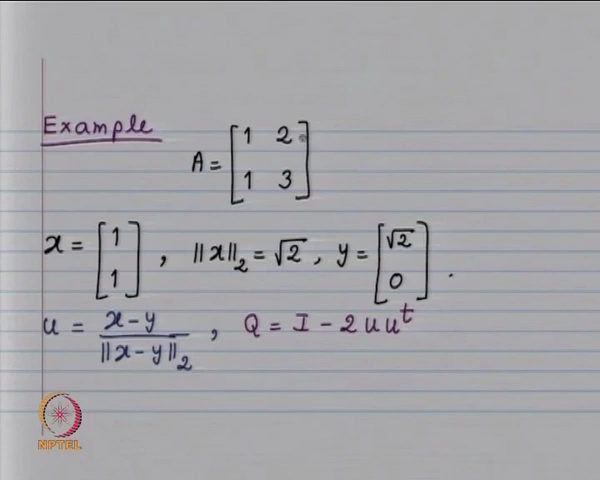 Example
A = [1 2
1 3]
x = [1
1] , ||x||₂ = √2 , y = [√2
0] .
u = x-y / ||x-y||₂ , Q = I - 2uuᵗ
NPTEL